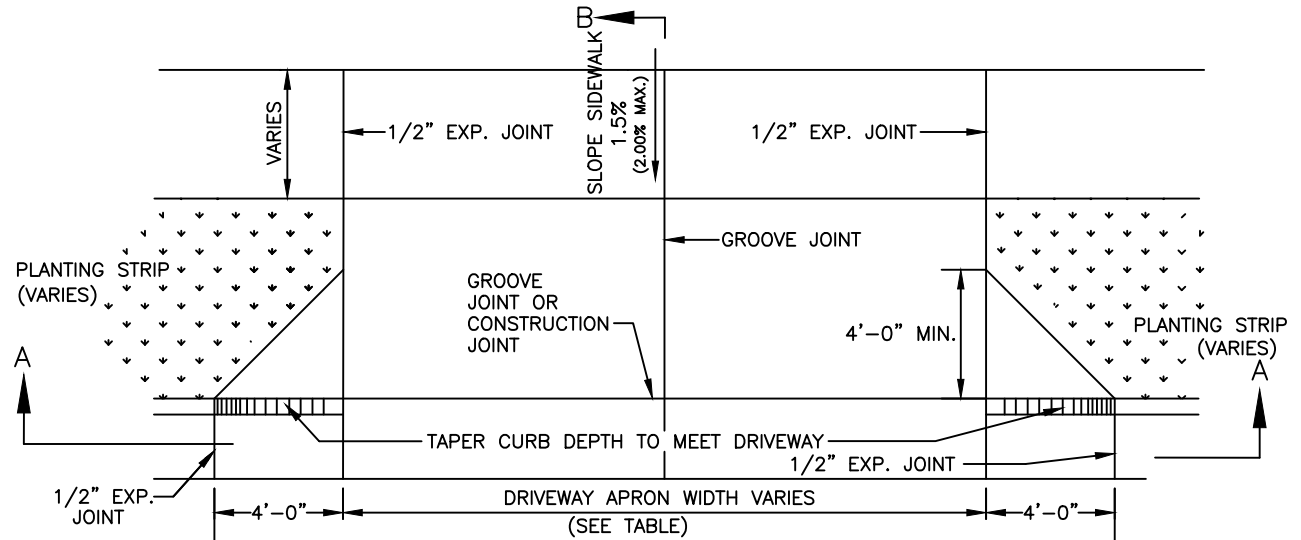 B
SLOPE SIDEWALK
1.5%
(2.00% MAX.)
VARIES
1/2" EXP. JOINT
1/2" EXP. JOINT
GROOVE JOINT
PLANTING STRIP
(VARIES)
GROOVE
JOINT OR
CONSTRUCTION
JOINT
4'-0" MIN.
PLANTING STRIP
(VARIES)
A
A
TAPER CURB DEPTH TO MEET DRIVEWAY
1/2" EXP. JOINT
1/2" EXP.
JOINT
4'-0"
DRIVEWAY APRON WIDTH VARIES
(SEE TABLE)
4'-0"